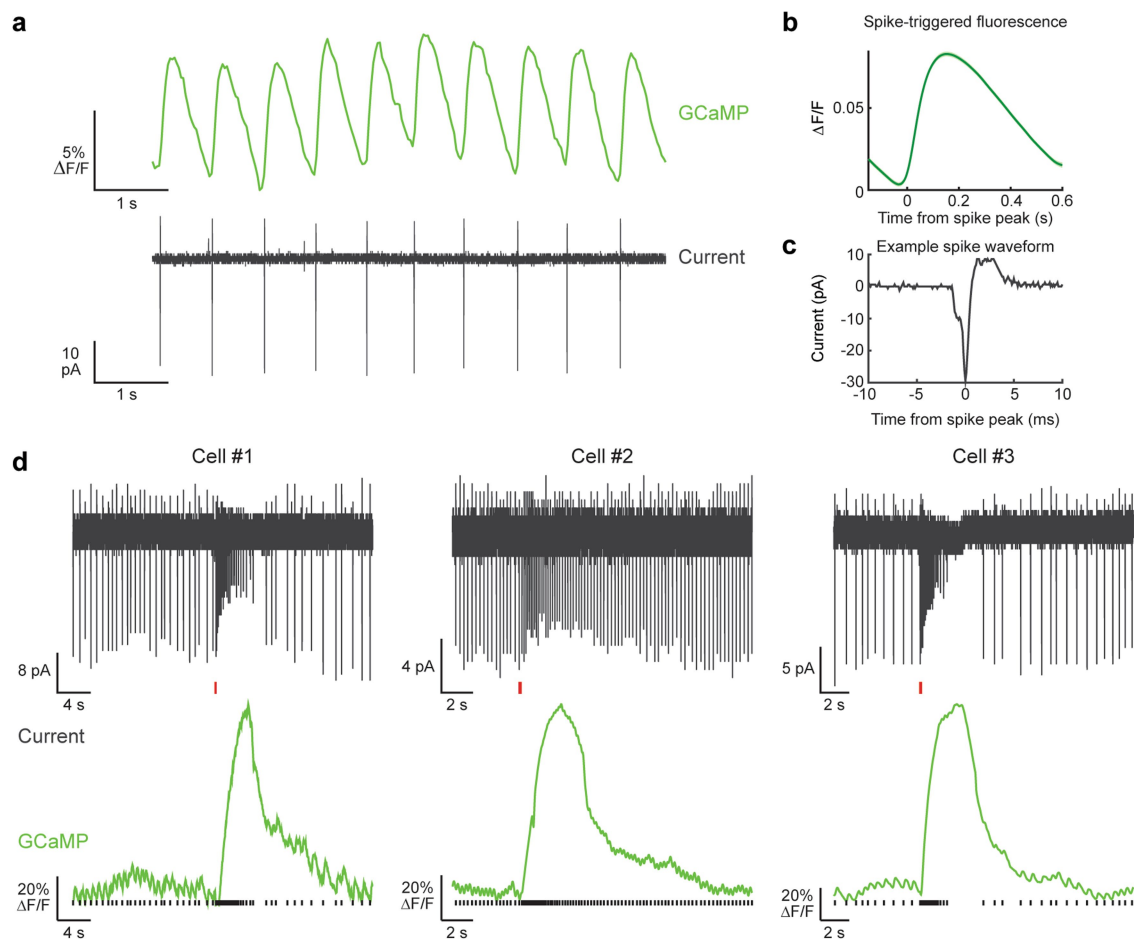 a
GCaMP
5%
ΔF/F
1 s
Current
10
pA
1 s
b
Spike-triggered fluorescence
ΔF/F
0.05
0
0
0.2
0.4
0.6
Time from spike peak (s)
c
Example spike waveform
Current (pA)
10
0
-10
-20
-30
-10
-5
0
5
10
Time from spike peak (ms)
d
Cell #1
Cell #2
Cell #3
8 pA
4 s
4 pA
2 s
5 pA
2 s
Current
GCaMP
20%
ΔF/F
4 s
20%
ΔF/F
2 s
20%
ΔF/F
2 s